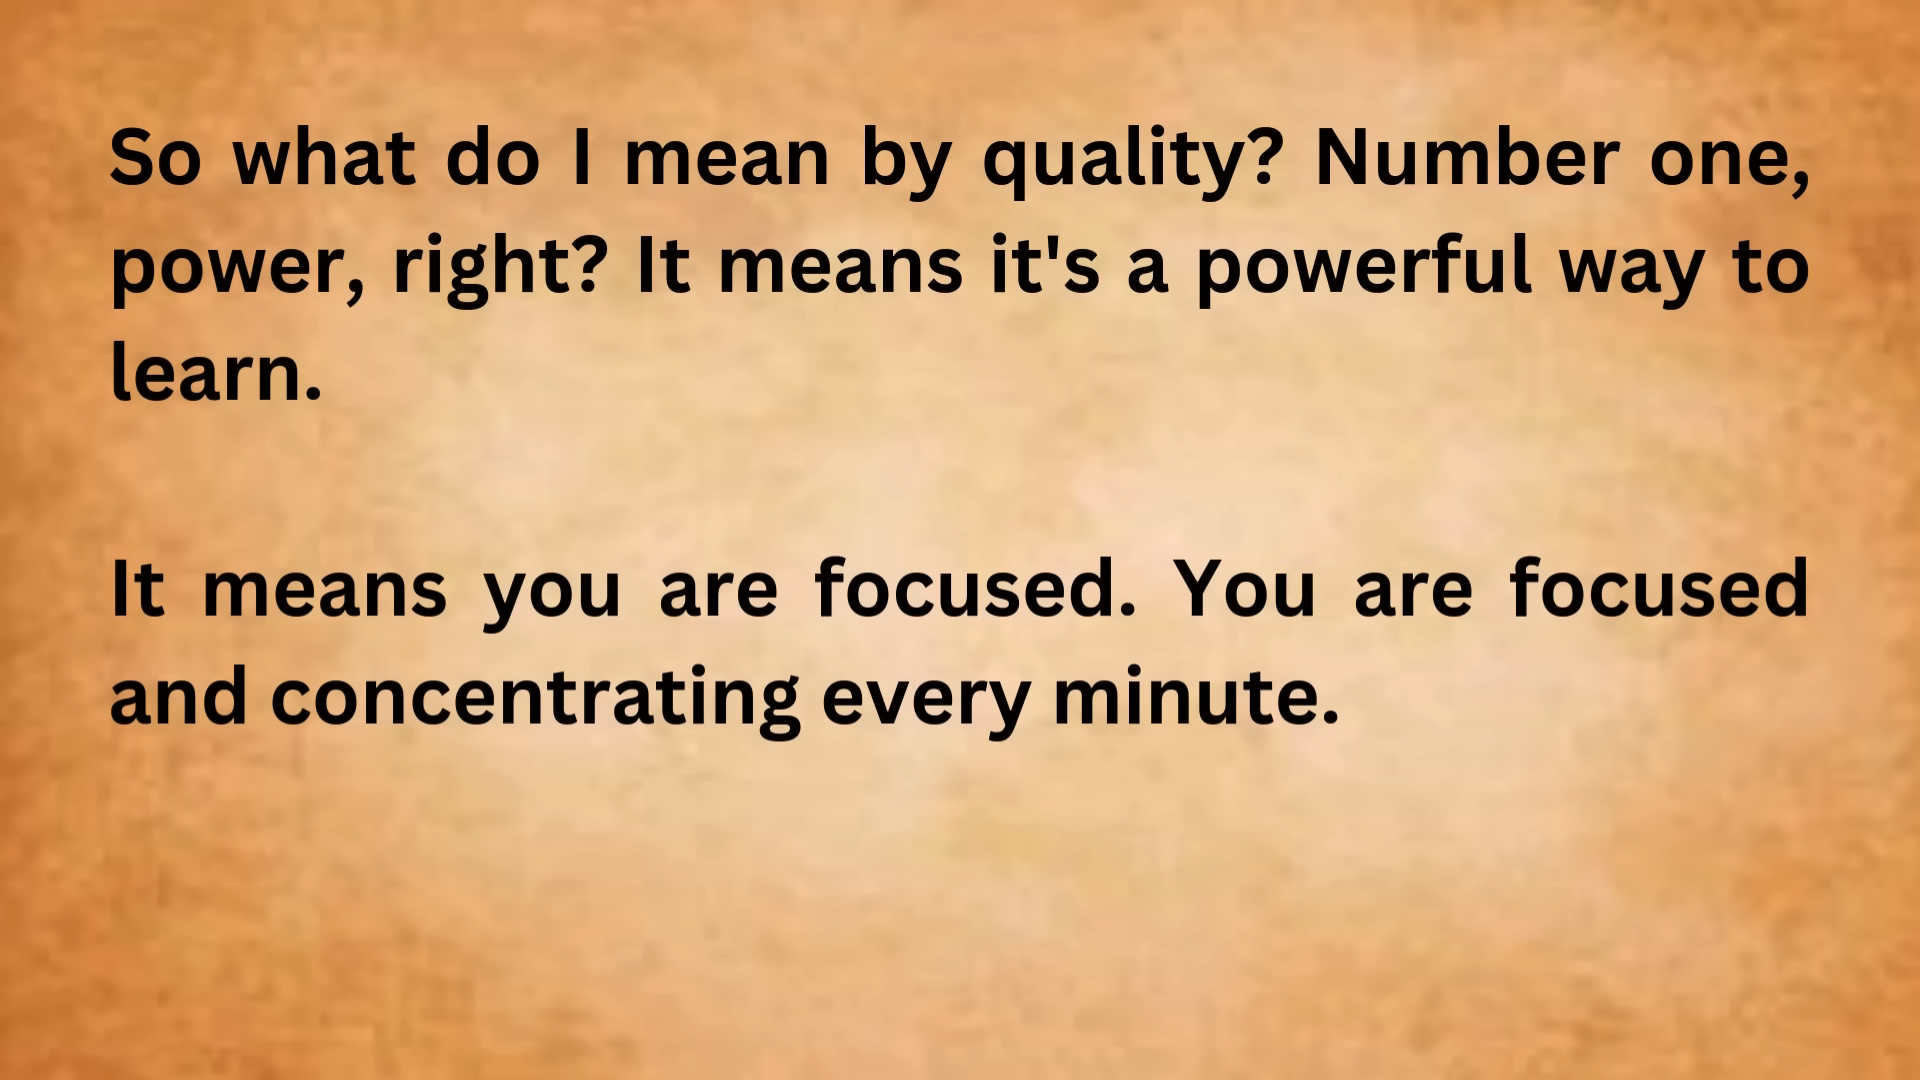 So what do I mean by quality? Number one,
power, right? It means it's a powerful way to
learn.
It means you are focused. You are focused
and concentrating every minute.